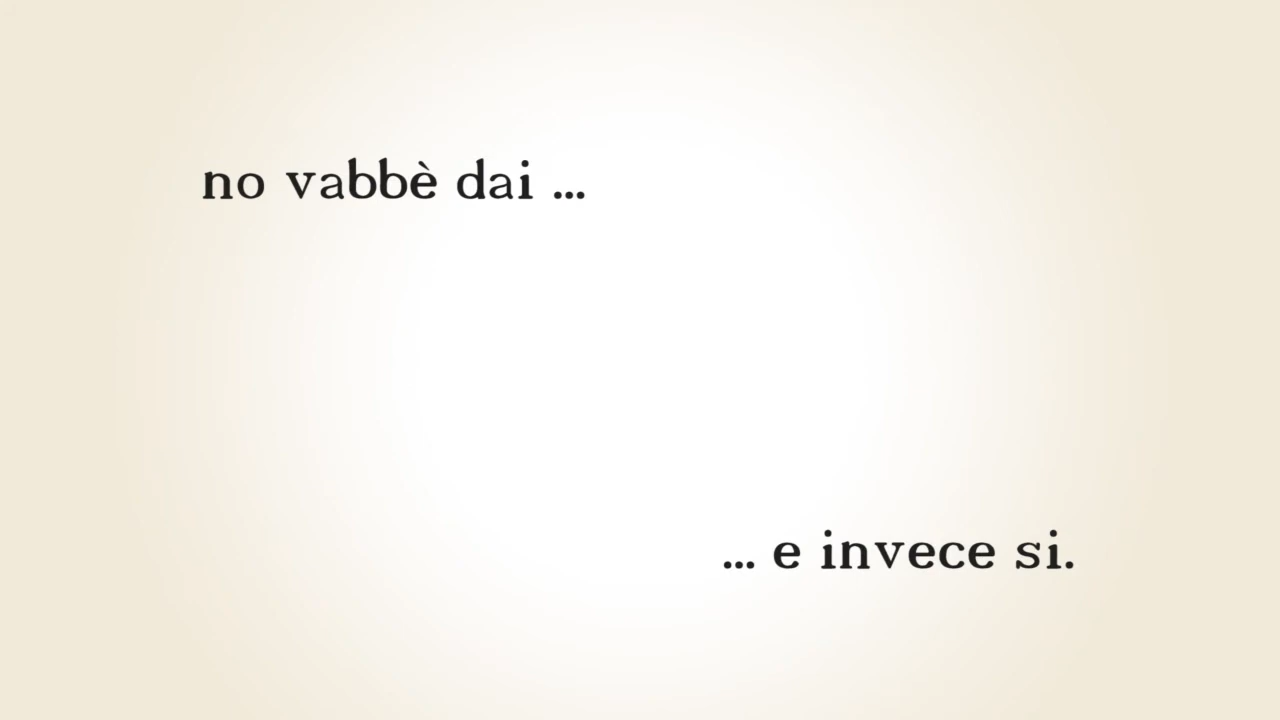 no vabbè dai ...
... e invece si.